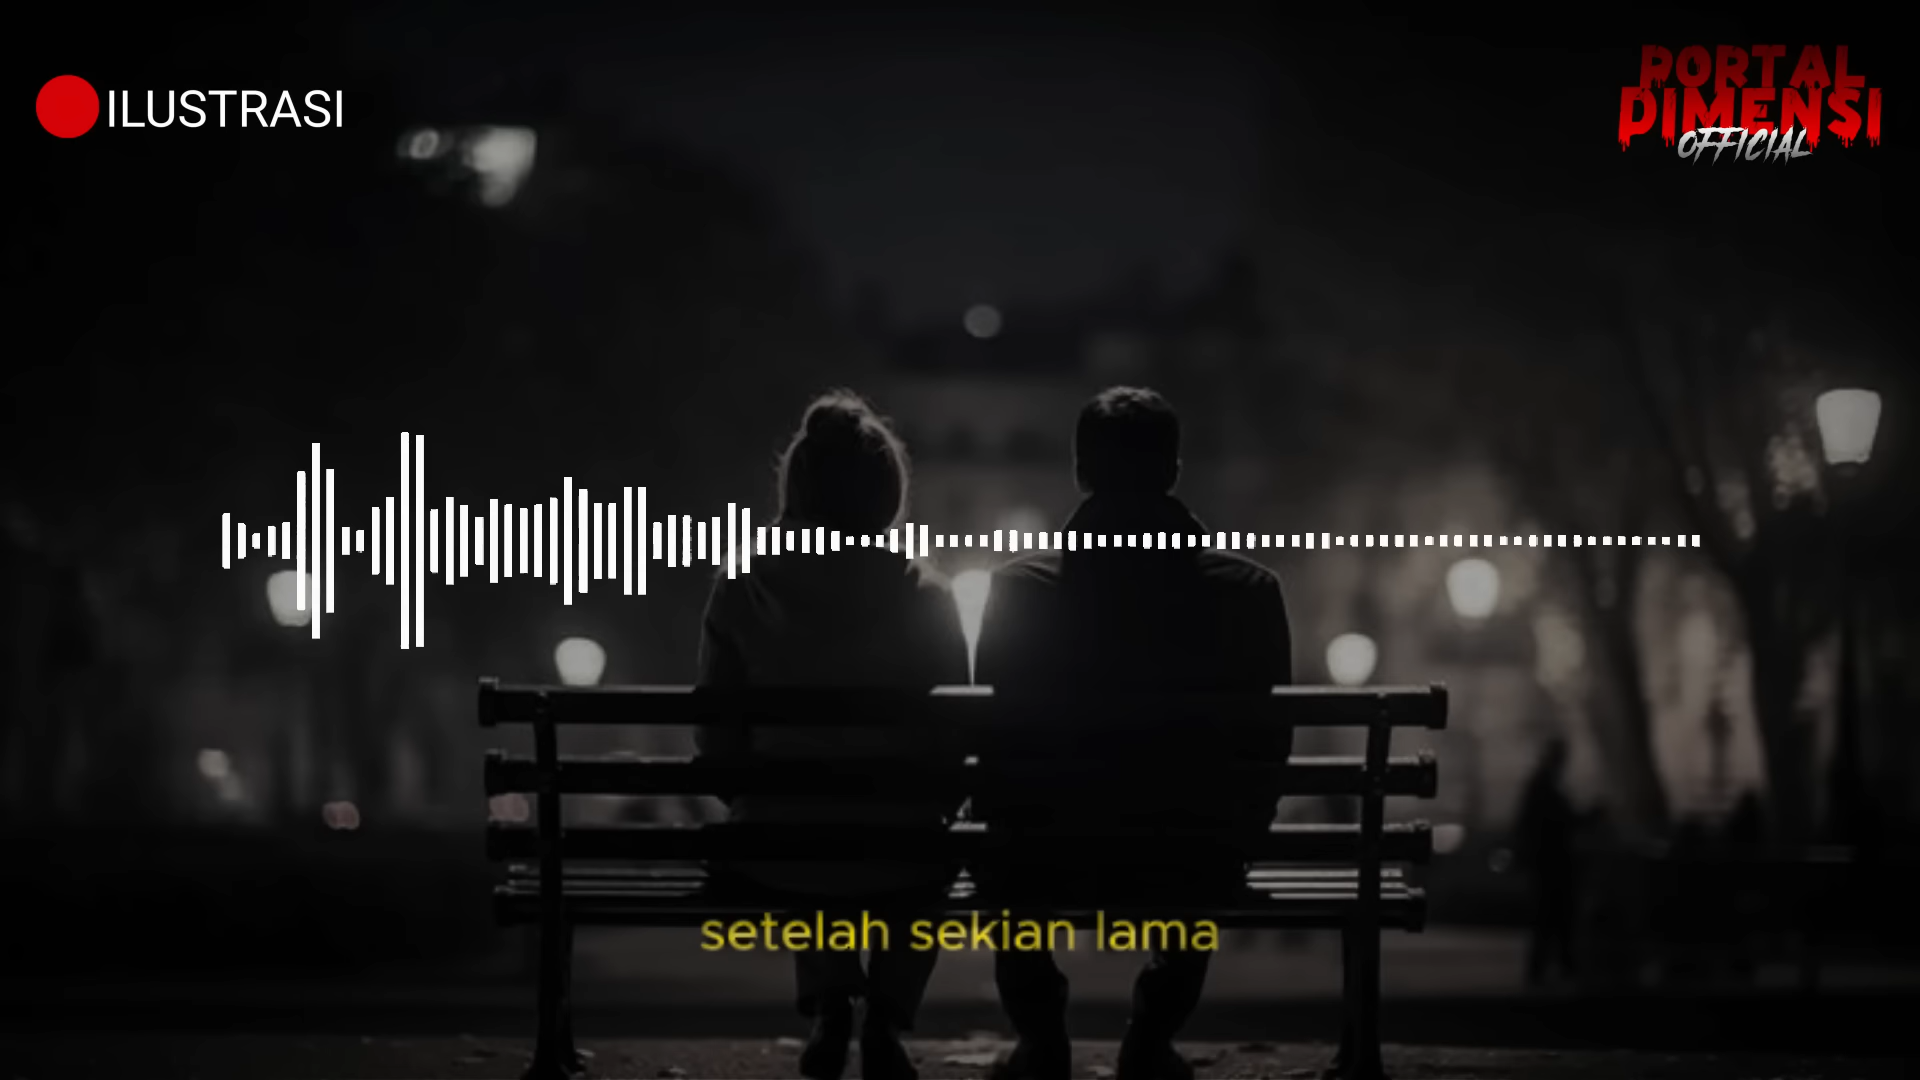 ILUSTRASI
PORTAL
DIMENSI
OFFICIAL
setelah sekian lama